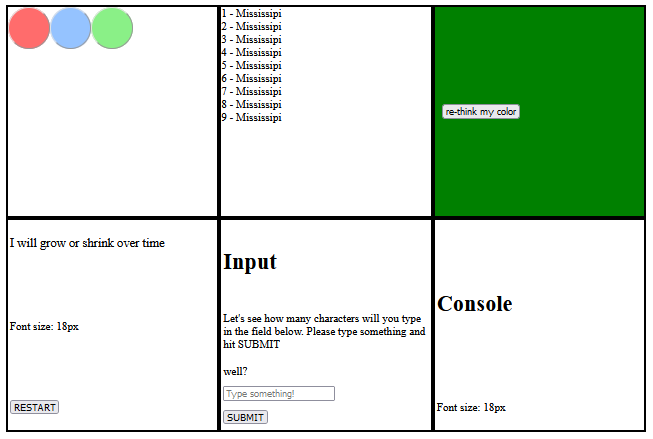 1 - Mississipi
2 - Mississipi
3 - Mississipi
4 - Mississipi
5 - Mississipi
6 - Mississipi
7 - Mississipi
8 - Mississipi
9 - Mississipi
re-think my color
I will grow or shrink over time
Font size: 18px
RESTART
Input
Let's see how many characters will you type
in the field below. Please type something and
hit SUBMIT
well?
Type something!
SUBMIT
Console
Font size: 18px